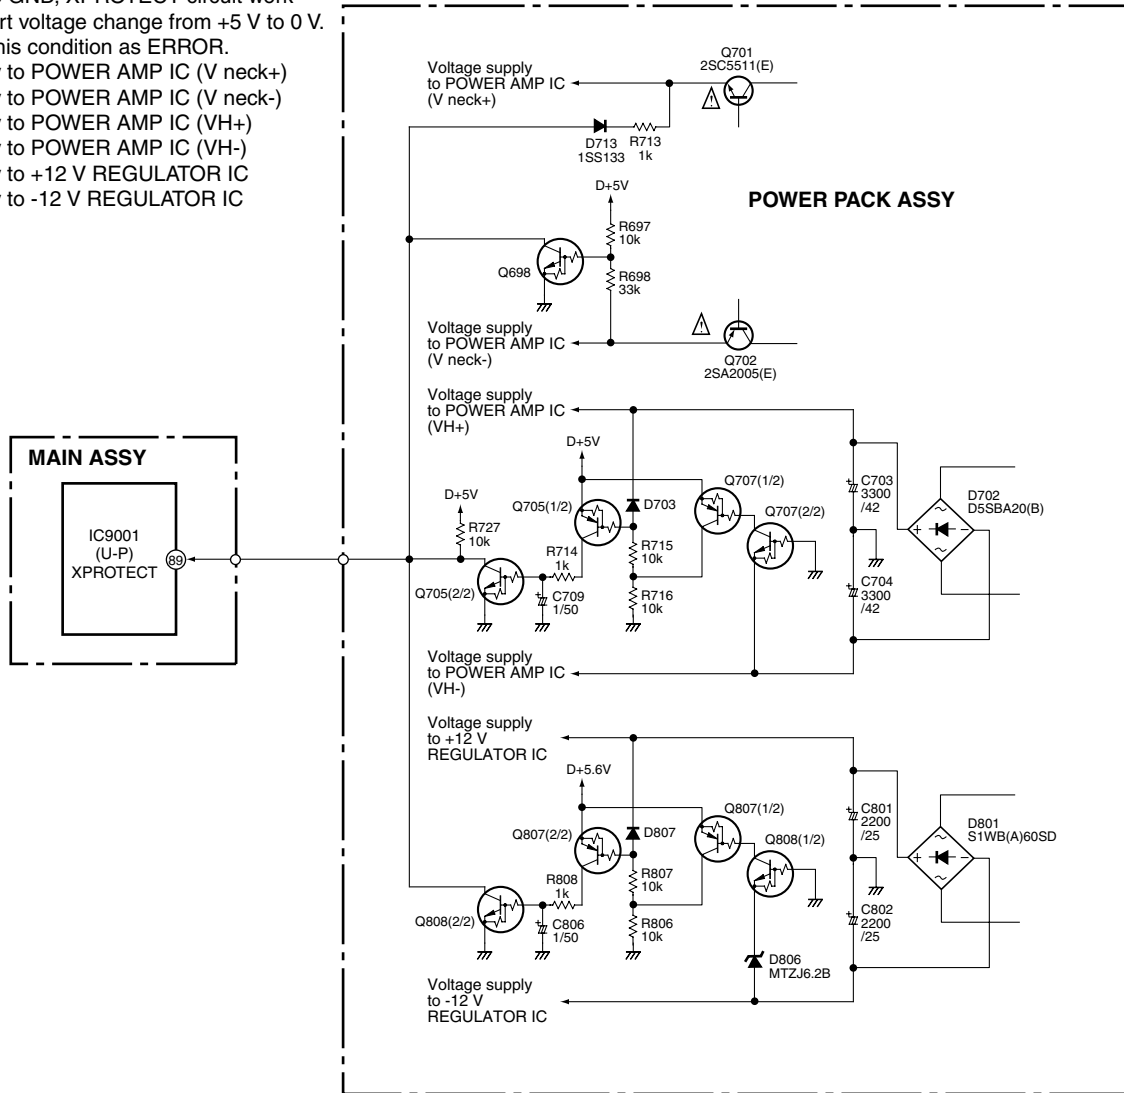 GND, XPROTECT circuit work
rt voltage change from +5 V to 0 V.
his condition as ERROR.
to POWER AMP IC (V neck+)
to POWER AMP IC (V neck-)
to POWER AMP IC (VH+)
to POWER AMP IC (VH-)
to +12 V REGULATOR IC
to -12 V REGULATOR IC
Voltage supply
to POWER AMP IC
(V neck+)
Q701
2SC5511(E)
D713
1SS133
R713
1k
POWER PACK ASSY
D+5V
R697
10k
Q698
R698
33k
Voltage supply
to POWER AMP IC
(V neck-)
Q702
2SA2005(E)
Voltage supply
to POWER AMP IC
(VH+)
D+5V
Q705(1/2)
D703
Q707(1/2)
Q707(2/2)
C703
3300
/42
D702
D5SBA20(B)
MAIN ASSY
IC9001
(U-P)
XPROTECT
89
D+5V
R727
10k
Q705(2/2)
R714
1k
C709
1/50
R715
10k
R716
10k
C704
3300
/42
Voltage supply
to POWER AMP IC
(VH-)
Voltage supply
to +12 V
REGULATOR IC
D+5.6V
Q807(2/2)
D807
Q807(1/2)
Q808(1/2)
C801
2200
/25
D801
S1WB(A)60SD
R808
1k
R807
10k
Q808(2/2)
C806
1/50
R806
10k
C802
2200
/25
D806
MTZJ6.2B
Voltage supply
to -12 V
REGULATOR IC